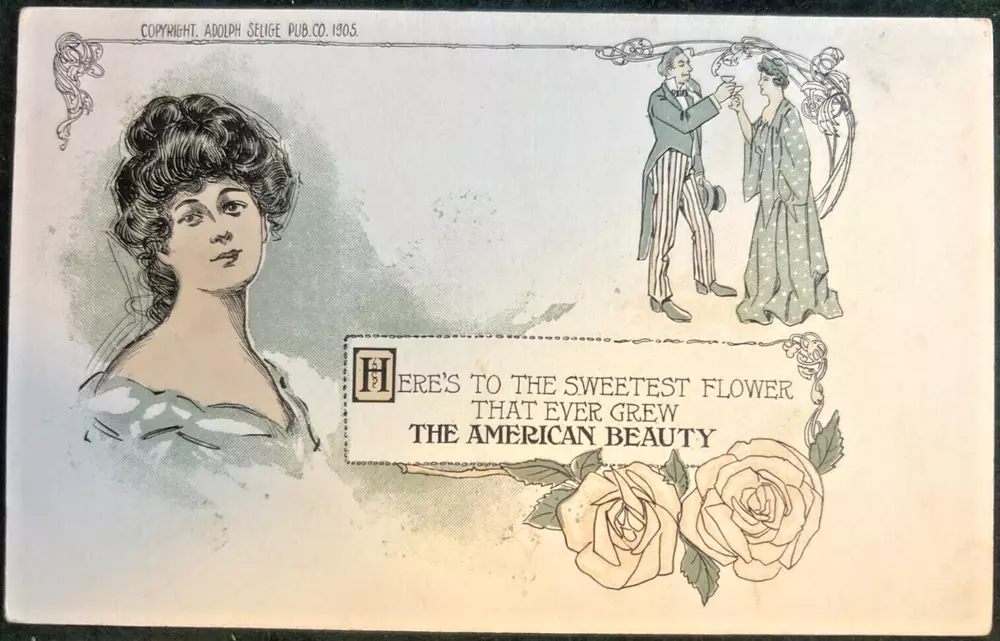 COPYRIGHT. ADOLPH SELIGE PUB. CO. 1905.
HERE'S TO THE SWEETEST FLOWER
THAT EVER GREW
THE AMERICAN BEAUTY